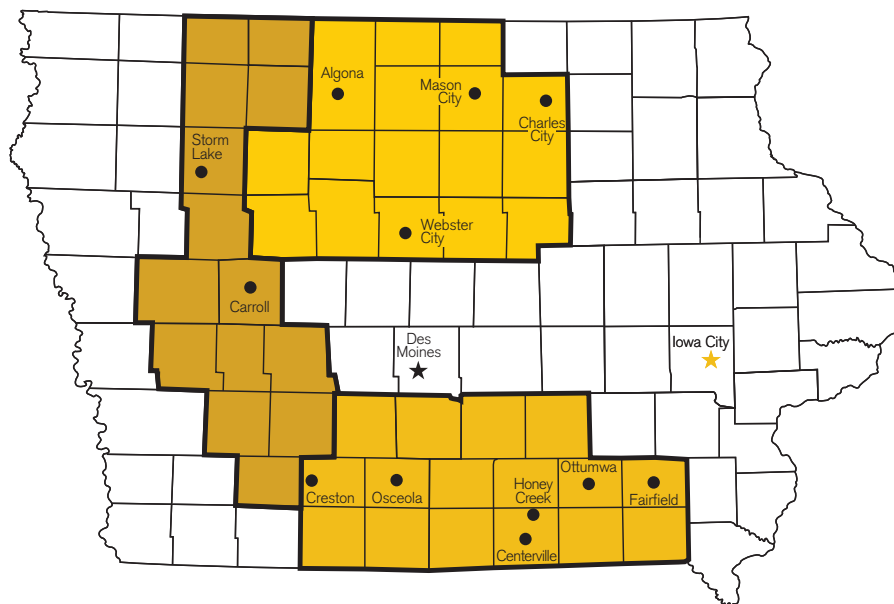 Algona
Mason
City
Charles
City
Storm
Lake
Webster
City
Carroll
Des
Moines
Iowa City
Creston
Osceola
Honey
Creek
Ottumwa
Fairfield
Centerville